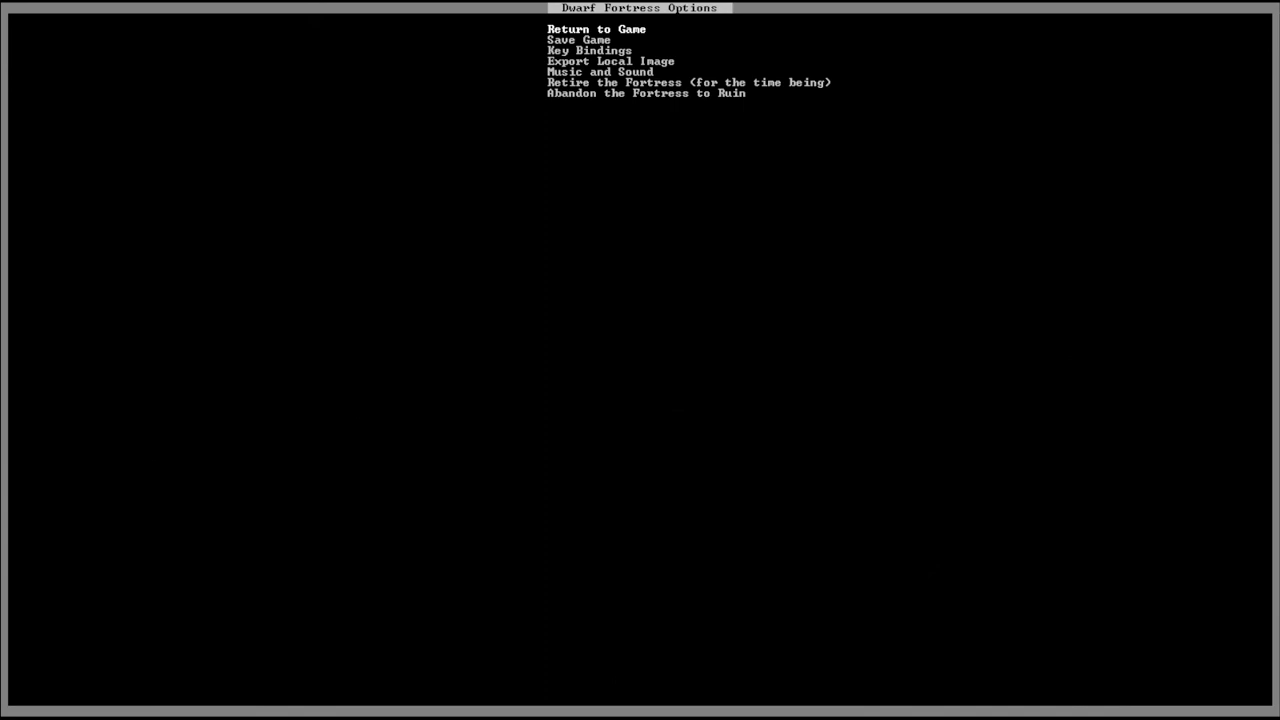 Dwarf Fortress Options
Return to Game
Save Game
Key Bindings
Export Local Image
Music and Sound
Retire the Fortress (for the time being)
Abandon the Fortress to Ruin